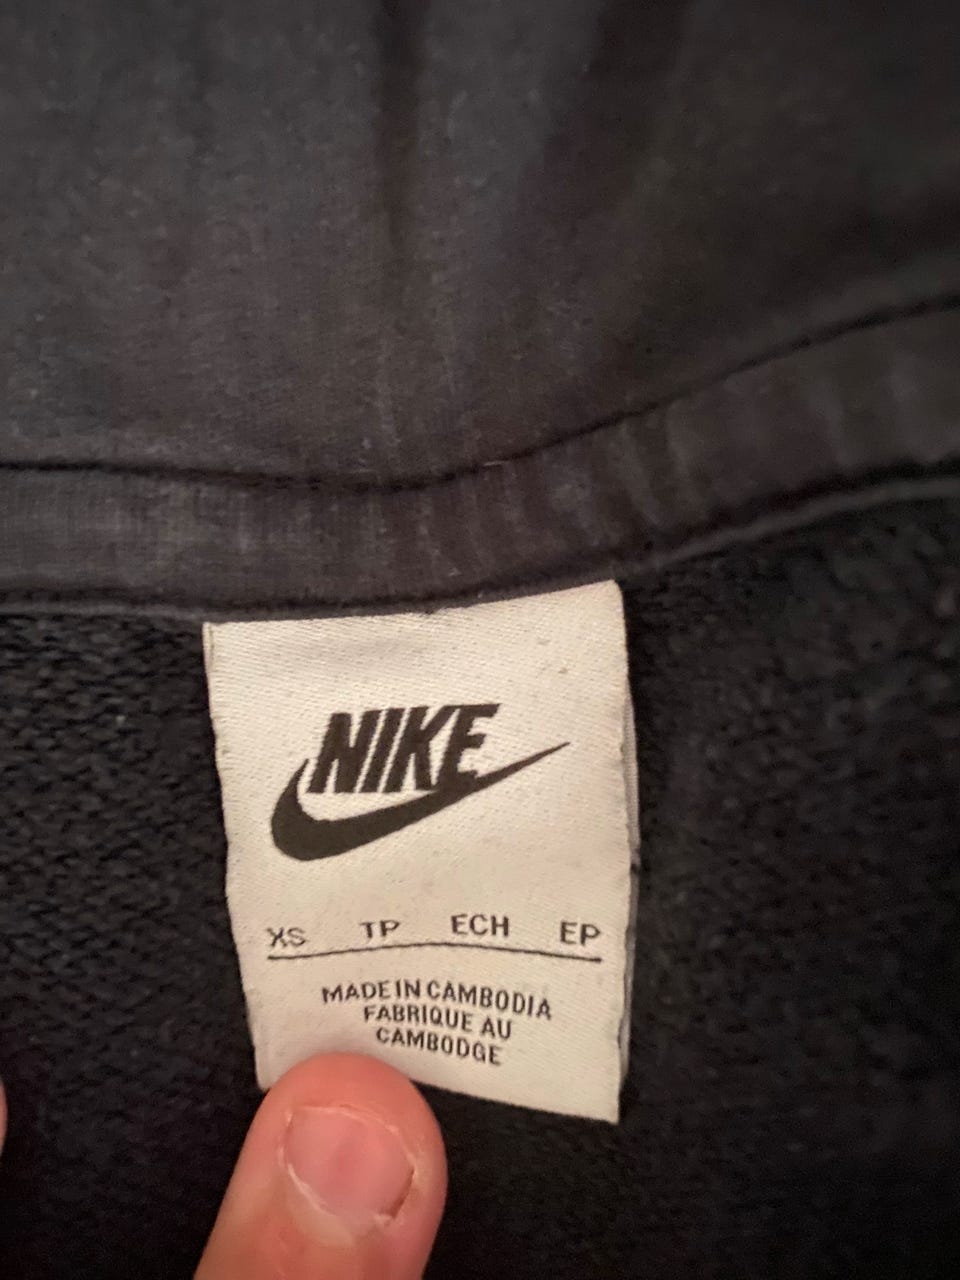 NIKE
XS TP ECH EP
MADE IN CAMBODIA
FABRIQUE AU
CAMBODGE